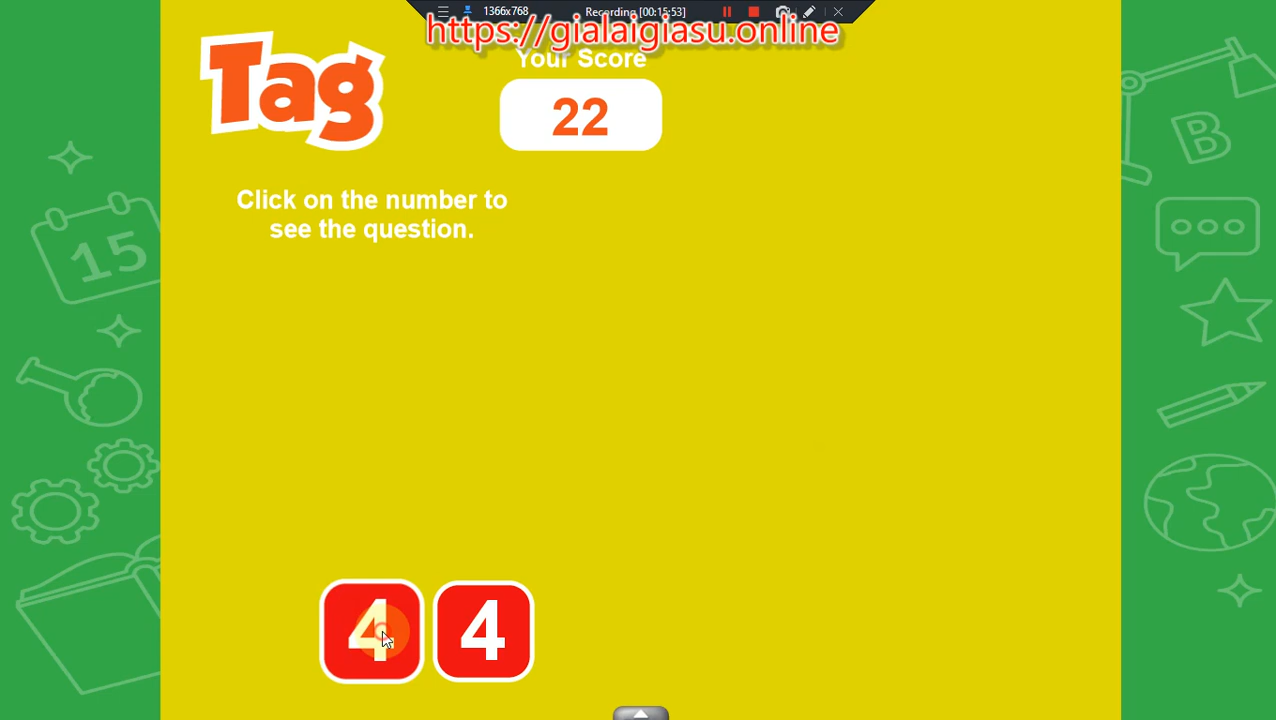 1366x768
Recording [00:15:53]
https://gialaigiasu.online
Tag
Your Score
22
Click on the number to
see the question.
4 4
15
B